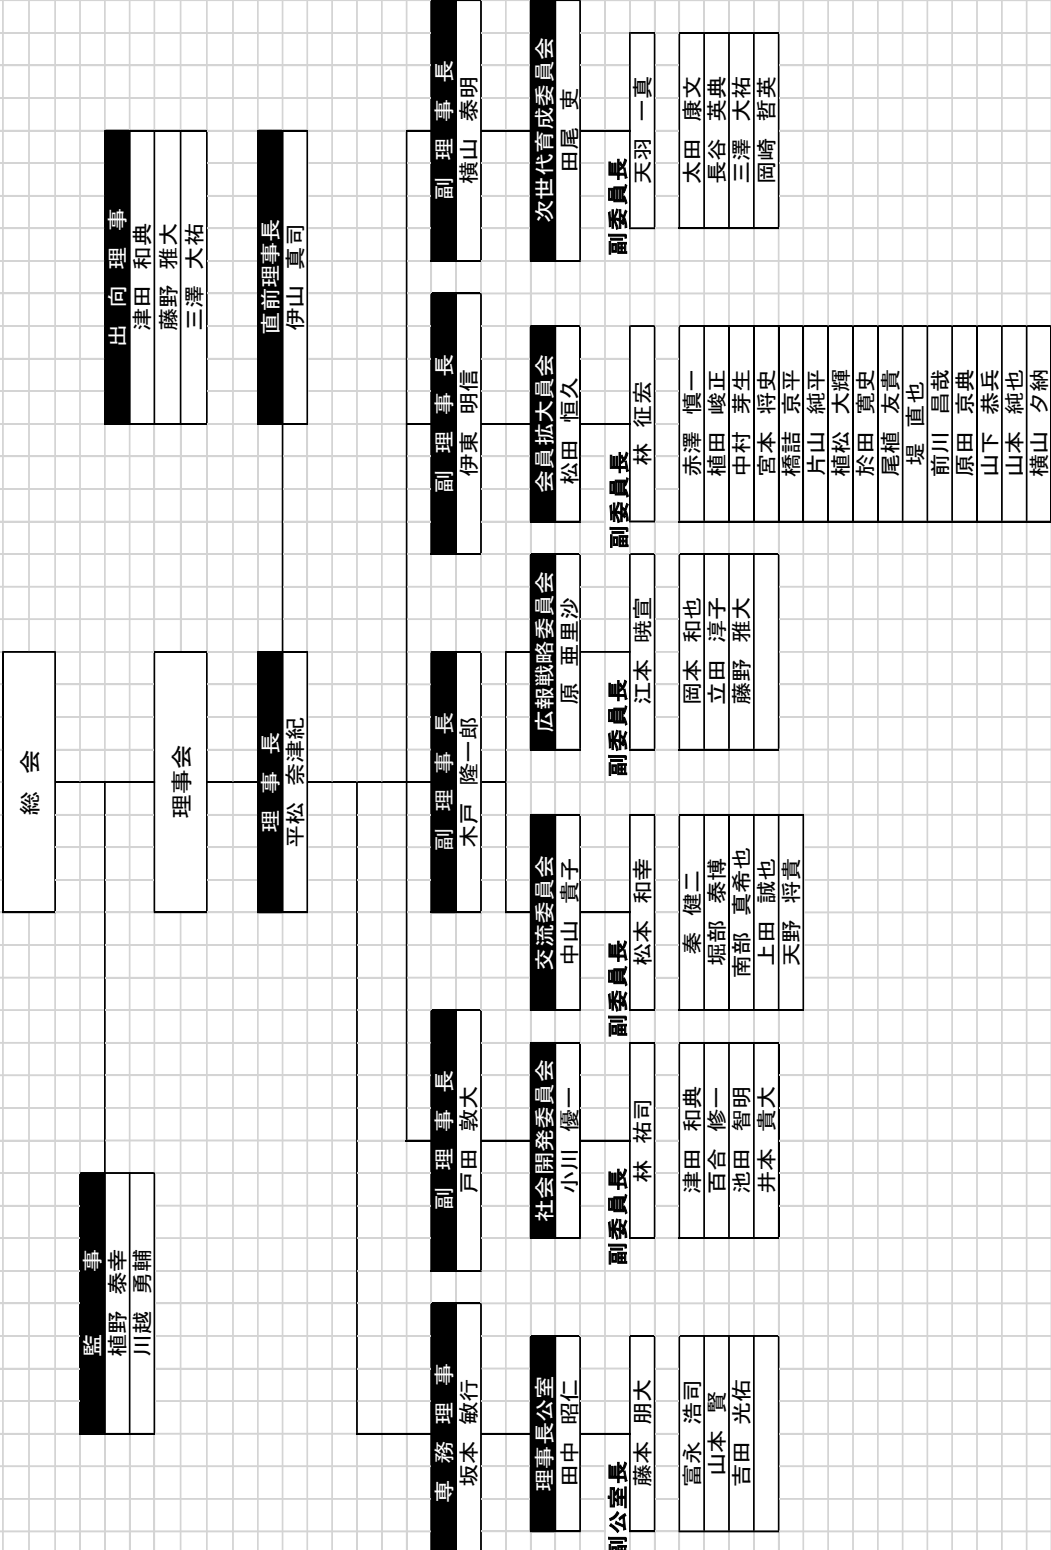 総 会
監 事
植野 泰幸
川越 勇輔
出 向 理 事
津田 和典
藤野 雅大
三澤 大祐
理事会
理 事 長
平松 奈津紀
直前理事長
伊山 真司
専 務 理 事
坂本 敏行
副 理 事 長
戸田 敦大
副 理 事 長
木戸 隆一郎
副 理 事 長
伊東 明信
副 理 事 長
横山 泰明
理事長公室
田中 昭仁
副公室長
藤本 朋大
富永 浩司
山本 賢
吉田 光佑
社会開発委員会
小川 優一
副委員長
林 祐司
津田 和典
百合 修一
池田 智明
井本 貴大
交流委員会
中山 貴子
副委員長
松本 和幸
秦 健二
堀部 泰博
南部 真希也
上田 誠也
天野 将貴
広報戦略委員会
原 亜里沙
副委員長
江本 暁宣
岡本 和也
立田 淳子
藤野 雅大
会員拡大員会
松田 恒久
副委員長
林 征宏
赤澤 慎一
植田 峻正
中村 芽生
宮本 将史
橋詰 京平
片山 純平
植松 大輝
於田 寛史
尾植 友貴
堤 直也
前川 昌哉
原田 京典
山下 恭兵
山本 純也
横山 夕納
次世代育成委員会
田尾 吏
副委員長
天羽 一真
太田 康文
長谷 英典
三澤 大祐
岡崎 哲英